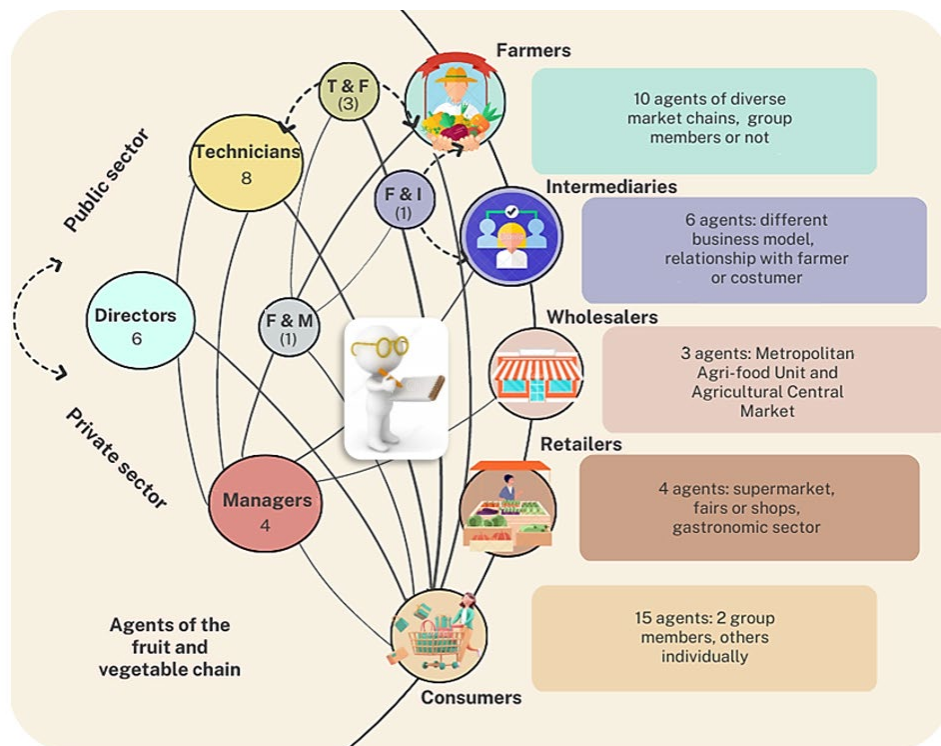 Farmers
T & F
(3)
10 agents of diverse
market chains, group
members or not
Technicians
8
Public sector
F & I
(1)
Intermediaries
6 agents: different
business model,
relationship with farmer
or costumer
Directors
6
F & M
(1)
Wholesalers
3 agents: Metropolitan
Agri-food Unit and
Agricultural Central
Market
Private sector
Retailers
Managers
4
4 agents: supermarket,
fairs or shops,
gastronomic sector
Agents of the
fruit and
vegetable chain
15 agents: 2 group
members, others
individually
Consumers